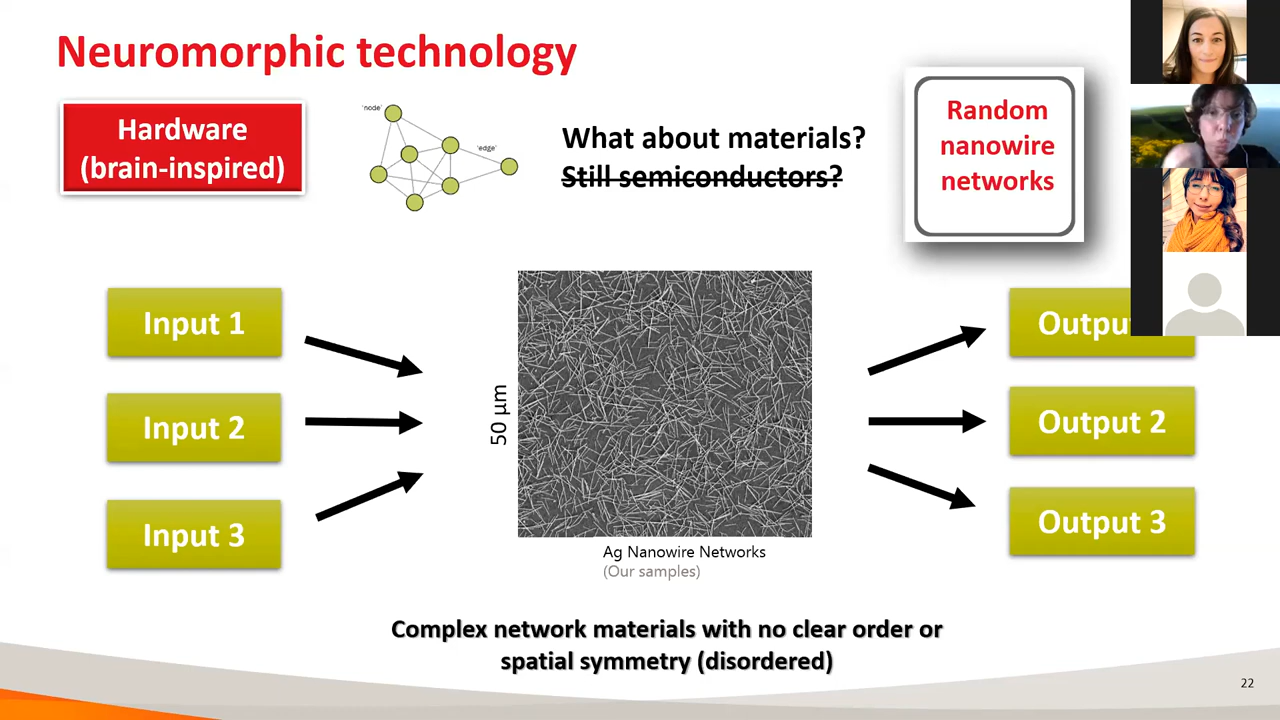 Neuromorphic technology
Hardware
(brain-inspired)
'node'
'edge'
What about materials?
Still semiconductors?
Random
nanowire
networks
Input 1
Input 2
Input 3
50 µm
Outpu
Output 2
Output 3
Ag Nanowire Networks
(Our samples)
Complex network materials with no clear order or
spatial symmetry (disordered)
22